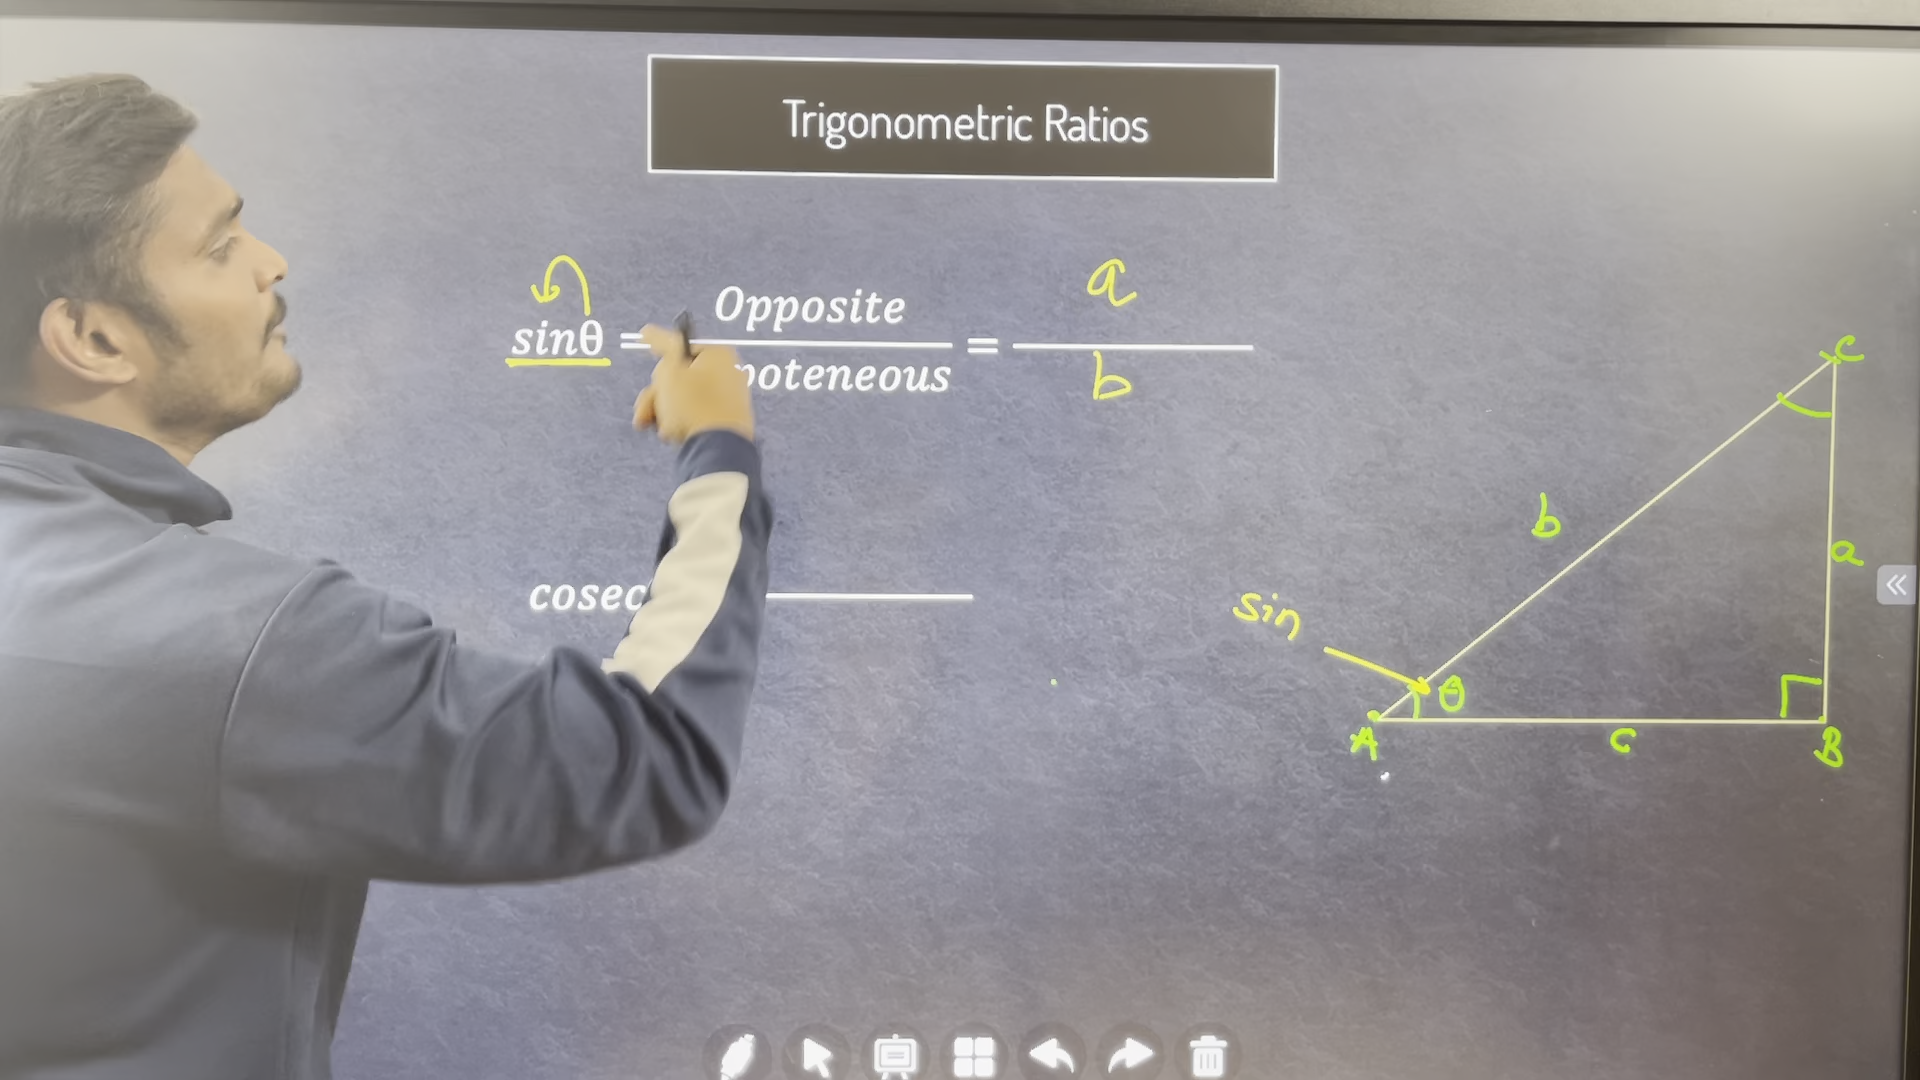 Trigonometric Ratios
sinθ = Opposite / poteneous = a / b
cosec
C
b
a
sin
θ
A
c
B